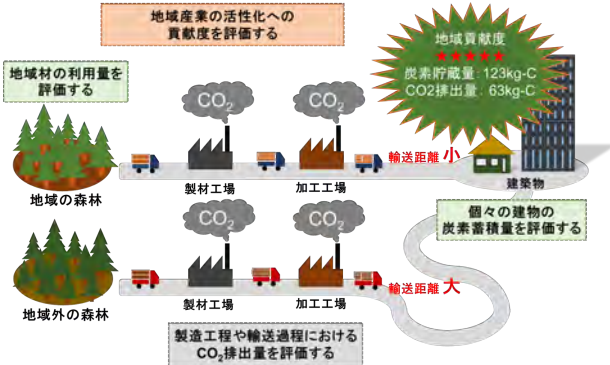 地域産業の活性化への
貢献度を評価する
地域貢献度
★★★★★
炭素貯蔵量：123kg-C
CO2排出量：63kg-C
地域材の利用量を
評価する
CO2
CO2
輸送距離 小
地域の森林
製材工場
加工工場
建築物
個々の建物の
炭素蓄積量を評価する
CO2
CO2
輸送距離 大
地域外の森林
製材工場
加工工場
製造工程や輸送過程における
CO2排出量を評価する